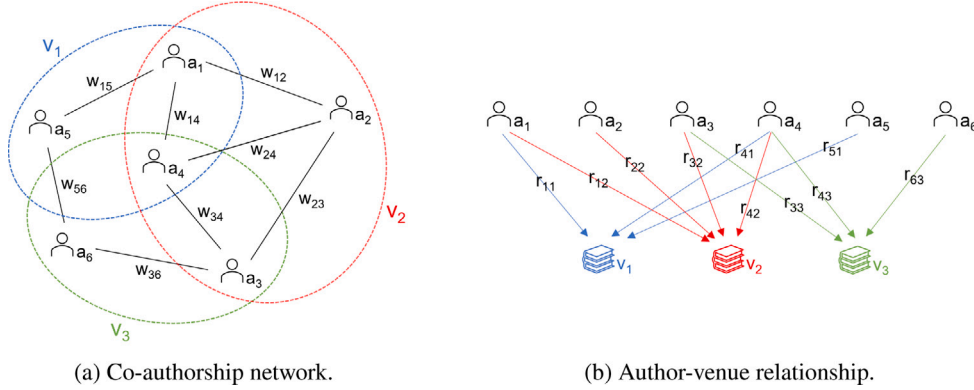 v₁
v₂
a₁
w₁₅
w₁₂
a₂
a₅
w₁₄
w₂₄
a₄
w₅₆
w₃₄
w₂₃
v₂
a₆
w₃₆
a₃
v₃
(a) Co-authorship network.
a₁ a₂ a₃ a₄ a₅ a₆
r₁₁ r₁₂ r₂₂ r₃₂ r₄₁ r₄₂ r₃₃ r₄₃ r₅₁ r₆₃
v₁ v₂ v₃
(b) Author-venue relationship.